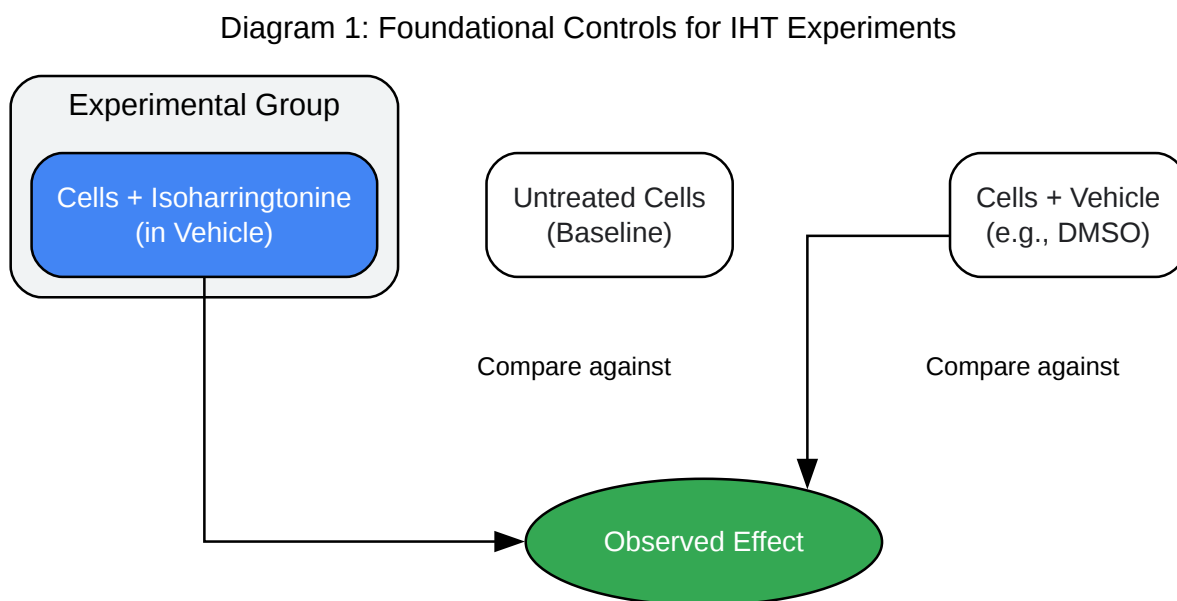 Diagram 1: Foundational Controls for IHT Experiments
Experimental Group
Cells + Isoharringtonine
(in Vehicle)
Untreated Cells
(Baseline)
Cells + Vehicle
(e.g., DMSO)
Compare against
Compare against
Observed Effect